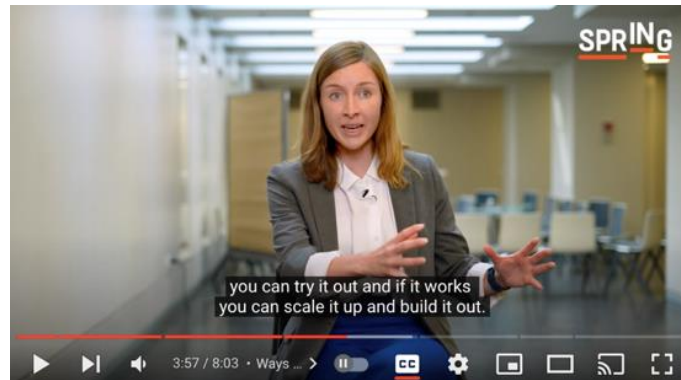 SPRING
you can try it out and if it works
you can scale it up and build it out.
3:57 / 8:03 • Ways ... >
CC